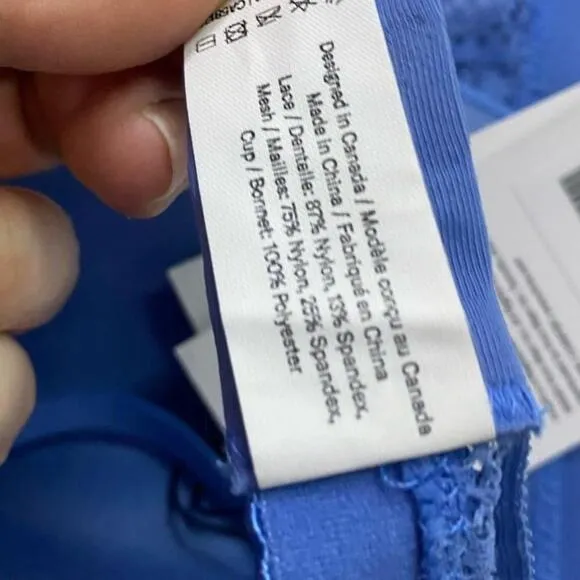 Designed in Canada / Modèle conçu au Canada
Made in China / Fabriqué en China
Lace / Dentelle: 87% Nylon, 13% Spandex,
Mesh / Mailles: 75% Nylon, 25% Spandex,
Cup / Bonnet: 100% Polyester